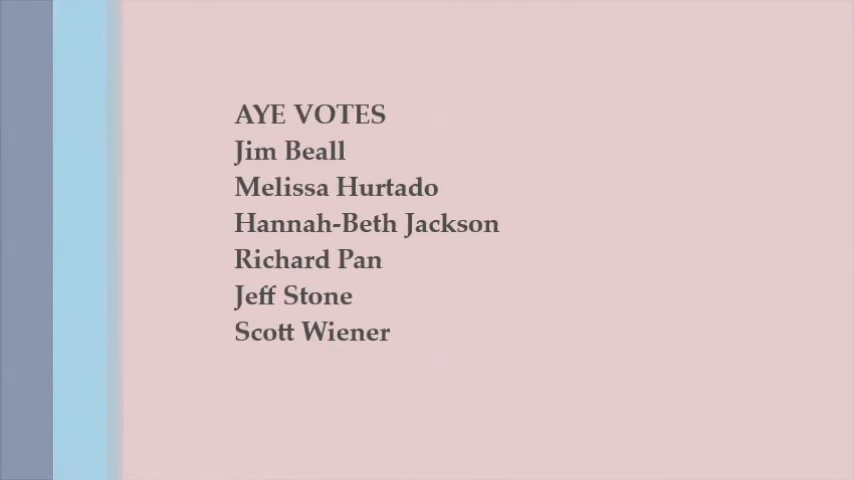 AYE VOTES
Jim Beall
Melissa Hurtado
Hannah-Beth Jackson
Richard Pan
Jeff Stone
Scott Wiener